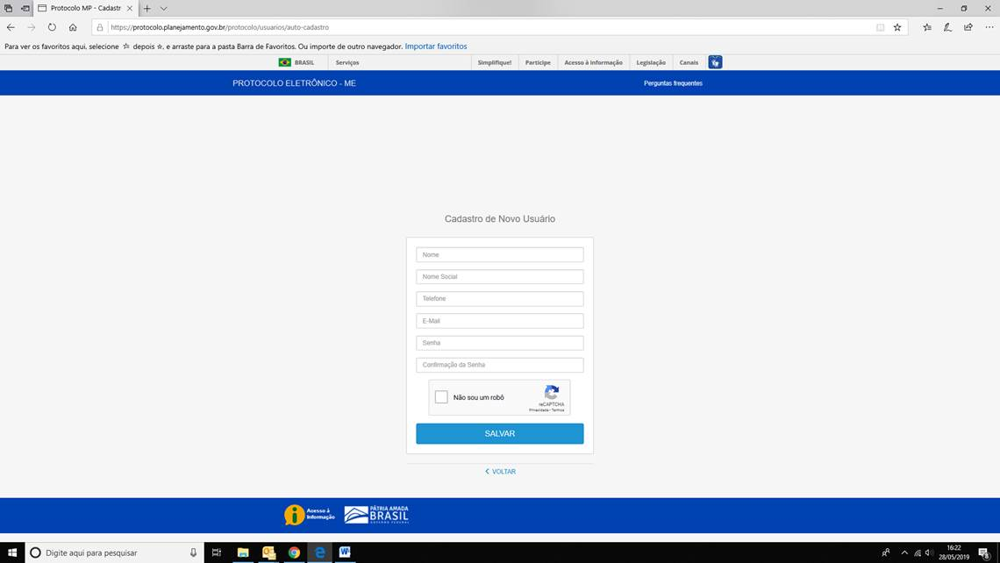 Protocolo MP - Cadastr
https://protocolo.planejamento.gov.br/protocolo/usuarios/auto-cadastro
Para ver os favoritos aqui, selecione depois ☆, e arraste para a pasta Barra de Favoritos. Ou importe de outro navegador. Importar favoritos
BRASIL Serviços Simplifique! Participe Acesso à informação Legislação Canais
PROTOCOLO ELETRÔNICO - ME Perguntas frequentes
Cadastro de Novo Usuário
Nome
Nome Social
Telefone
E-Mail
Senha
Confirmação da Senha
Não sou um robô
reCAPTCHA
Privacidade - Termos
SALVAR
VOLTAR
Acesso à
Informação
PÁTRIA AMADA
BRASIL
GOVERNO FEDERAL
Digite aqui para pesquisar
16:22
28/05/2019